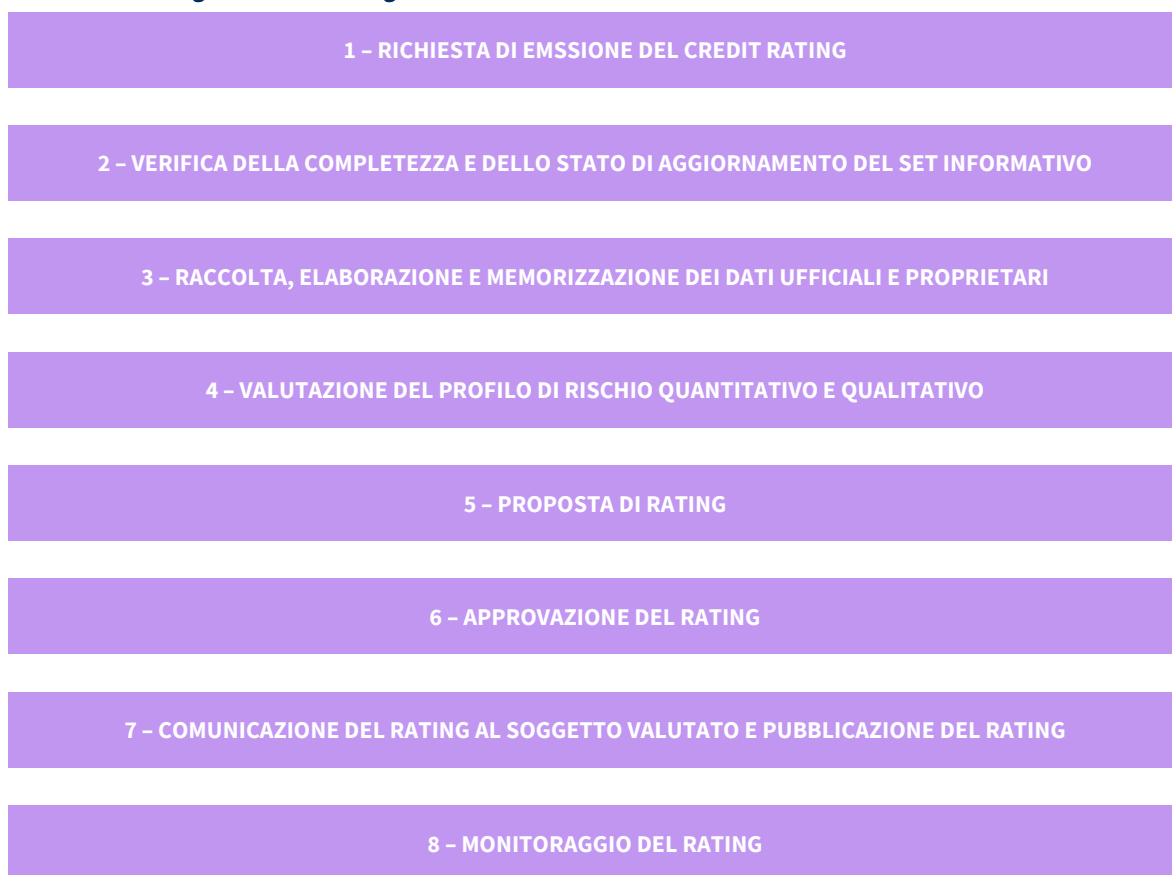 1 – RICHIESTA DI EMSSIONE DEL CREDIT RATING
2 – VERIFICA DELLA COMPLETEZZA E DELLO STATO DI AGGIORNAMENTO DEL SET INFORMATIVO
3 – RACCOLTA, ELABORAZIONE E MEMORIZZAZIONE DEI DATI UFFICIALI E PROPRIETARI
4 – VALUTAZIONE DEL PROFILO DI RISCHIO QUANTITATIVO E QUALITATIVO
5 – PROPOSTA DI RATING
6 – APPROVAZIONE DEL RATING
7 – COMUNICAZIONE DEL RATING AL SOGGETTO VALUTATO E PUBBLICAZIONE DEL RATING
8 – MONITORAGGIO DEL RATING